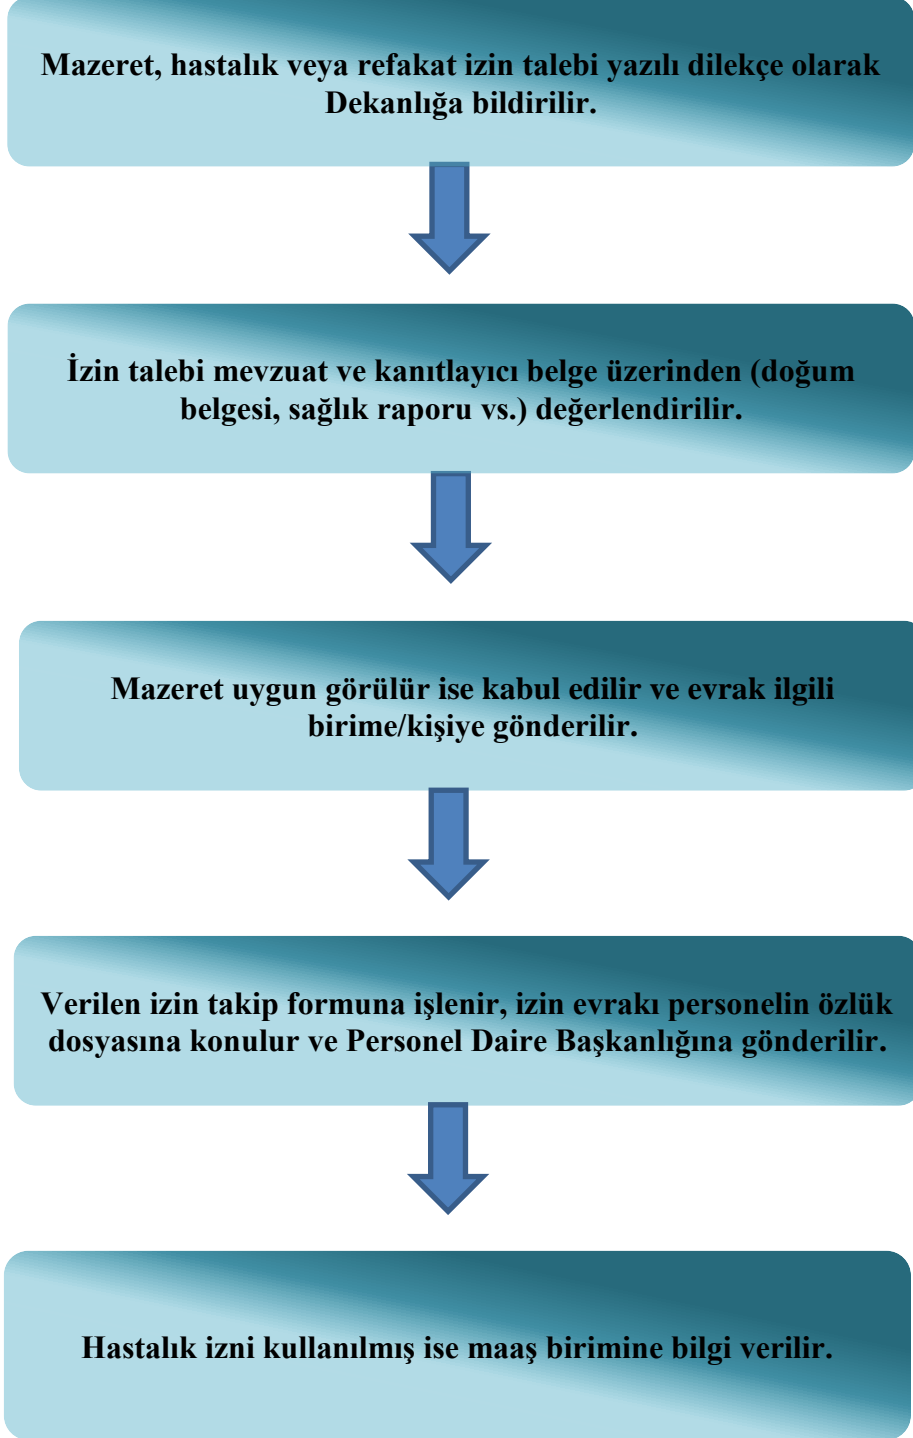 Mazeret, hastalık veya refakat izin talebi yazılı dilekçe olarak
Dekanlığa bildirilir.
İzin talebi mevzuat ve kanıtlayıcı belge üzerinden (doğum
belgesi, sağlık raporu vs.) değerlendirilir.
Mazeret uygun görülür ise kabul edilir ve evrak ilgili
birime/kişiye gönderilir.
Verilen izin takip formuna işlenir, izin evrakı personelin özlük
dosyasına konulur ve Personel Daire Başkanlığına gönderilir.
Hastalık izni kullanılmış ise maaş birimine bilgi verilir.